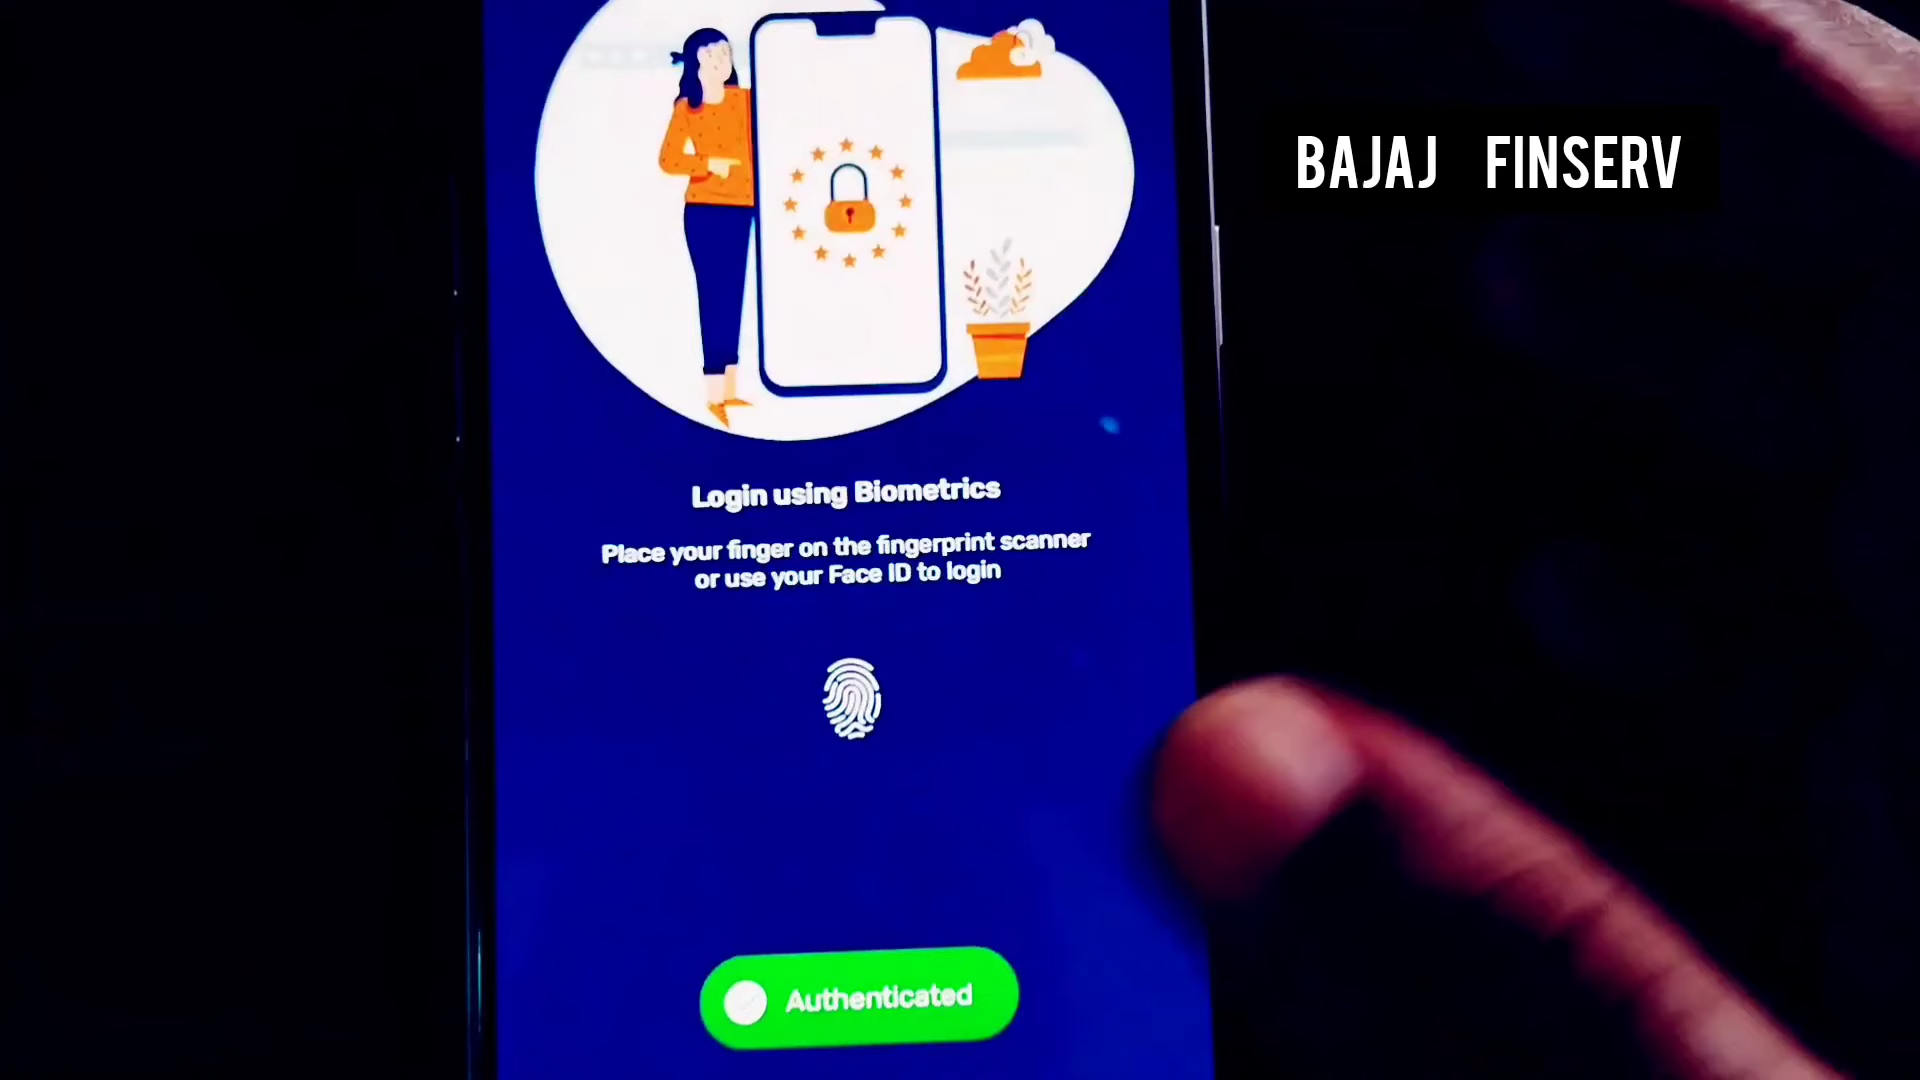 BAJAJ FINSERV
Login using Biometrics
Place your finger on the fingerprint scanner
or use your Face ID to login
Authenticated